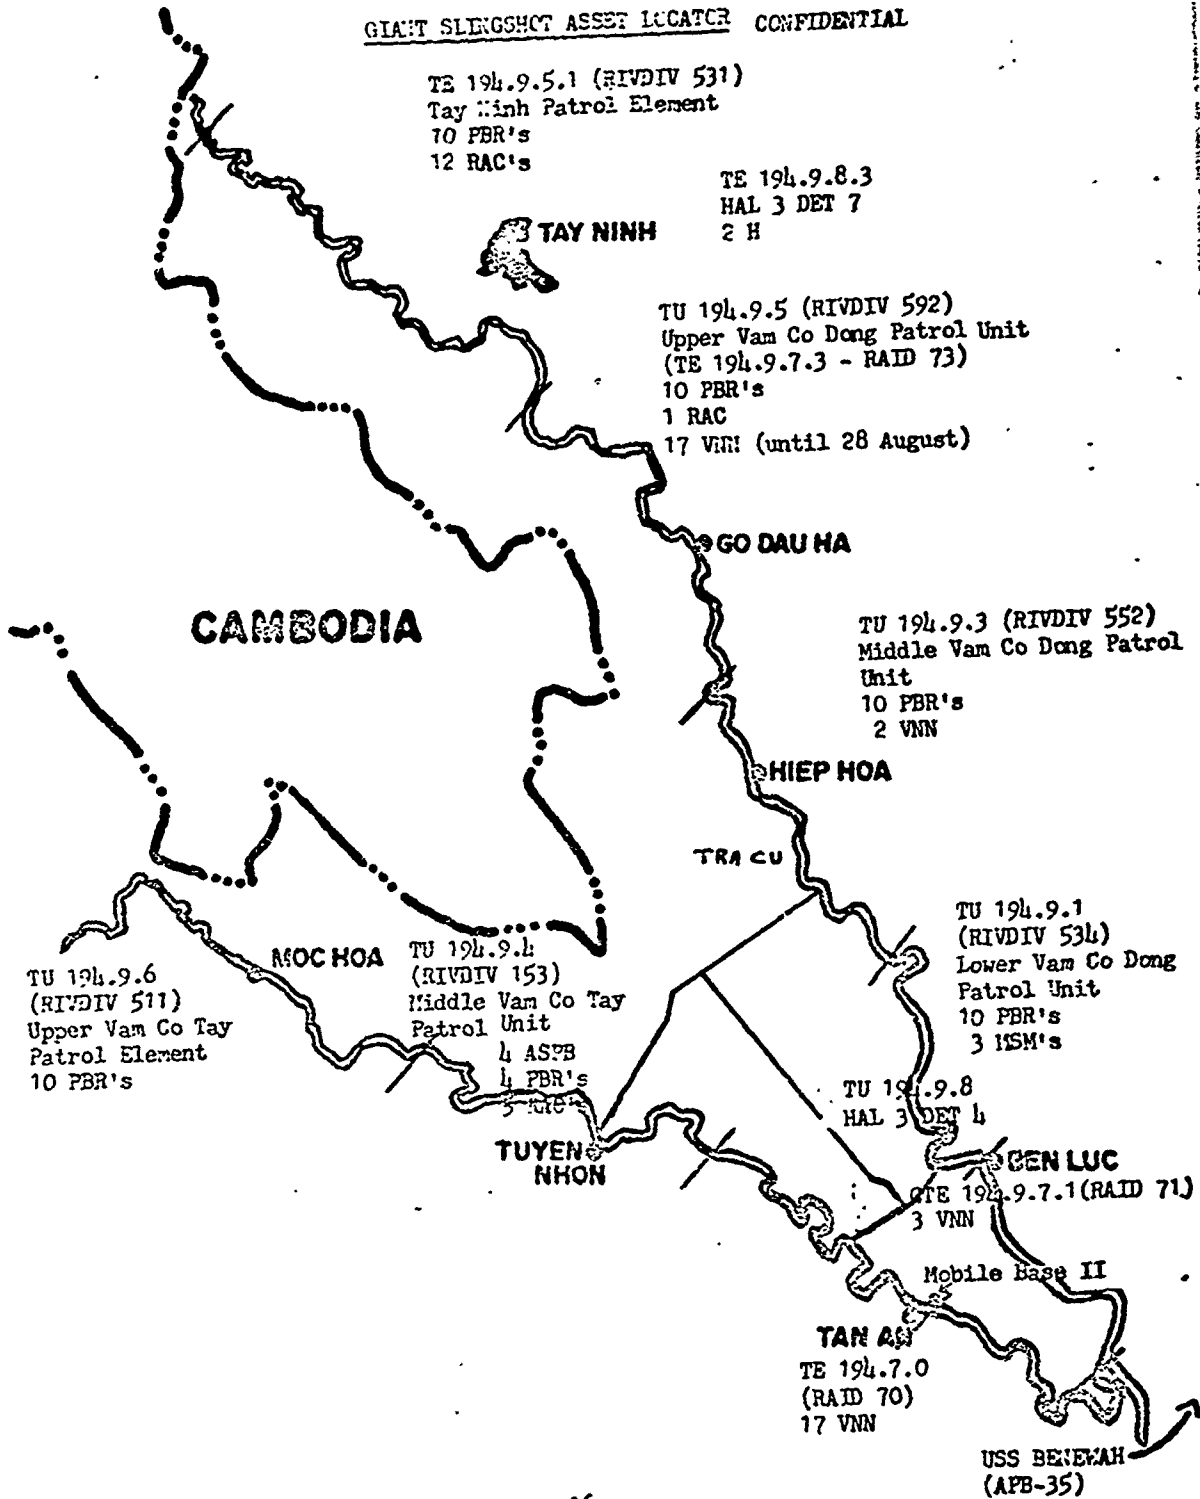 GIANT SLINGSHOT ASSET LOCATOR CONFIDENTIAL
TE 194.9.5.1 (RIVDIV 531)
Tay Ninh Patrol Element
10 PBR's
12 RAC's
TE 194.9.8.3
HAL 3 DET 7
2 H
TAY NINH
TU 194.9.5 (RIVDIV 592)
Upper Vam Co Dong Patrol Unit
(TE 194.9.7.3 - RAID 73)
10 PBR's
1 RAC
17 VNN (until 28 August)
GO DAU HA
CAMBODIA
TU 194.9.3 (RIVDIV 552)
Middle Vam Co Dong Patrol
Unit
10 PBR's
2 VNN
HIEP HOA
TRA CU
TU 194.9.1
(RIVDIV 534)
Lower Vam Co Dong
Patrol Unit
10 PBR's
3 MSM's
MOC HOA
TU 194.9.6
(RIVDIV 511)
Upper Vam Co Tay
Patrol Element
10 PBR's
TU 194.9.4
(RIVDIV 153)
Middle Vam Co Tay
Patrol Unit
4 ASPB
4 PBR's
TU 194.9.8
HAL 3 DET 4
TUYEN
NHON
BEN LUC
CTE 194.9.7.1 (RAID 71)
3 VNN
Mobile Base II
TAN AN
TE 194.7.0
(RAID 70)
17 VNN
USS BENEWAH
(APB-35)